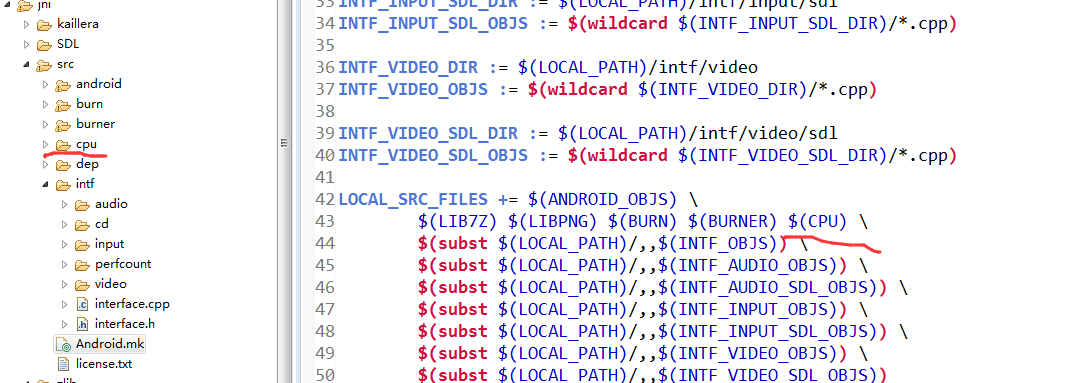 jni
kaillera
SDL
src
android
burn
burner
cpu
dep
intf
audio
cd
input
perfcount
video
interface.cpp
interface.h
Android.mk
license.txt
33 INTF_INPUT_SDL_DIR := $(LOCAL_PATH)/intf/input/sdl
34 INTF_INPUT_SDL_OBJS := $(wildcard $(INTF_INPUT_SDL_DIR)/*.cpp)
35
36 INTF_VIDEO_DIR := $(LOCAL_PATH)/intf/video
37 INTF_VIDEO_OBJS := $(wildcard $(INTF_VIDEO_DIR)/*.cpp)
38
39 INTF_VIDEO_SDL_DIR := $(LOCAL_PATH)/intf/video/sdl
40 INTF_VIDEO_SDL_OBJS := $(wildcard $(INTF_VIDEO_SDL_DIR)/*.cpp)
41
42 LOCAL_SRC_FILES += $(ANDROID_OBJS) \
43 $(LIB7Z) $(LIBPNG) $(BURN) $(BURNER) $(CPU) \
44 $(subst $(LOCAL_PATH)/,,$(INTF_OBJS)) \
45 $(subst $(LOCAL_PATH)/,,$(INTF_AUDIO_OBJS)) \
46 $(subst $(LOCAL_PATH)/,,$(INTF_AUDIO_SDL_OBJS)) \
47 $(subst $(LOCAL_PATH)/,,$(INTF_INPUT_OBJS)) \
48 $(subst $(LOCAL_PATH)/,,$(INTF_INPUT_SDL_OBJS)) \
49 $(subst $(LOCAL_PATH)/,,$(INTF_VIDEO_OBJS)) \
50 $(subst $(LOCAL_PATH)/,,$(INTF_VIDEO_SDL_OBJS))